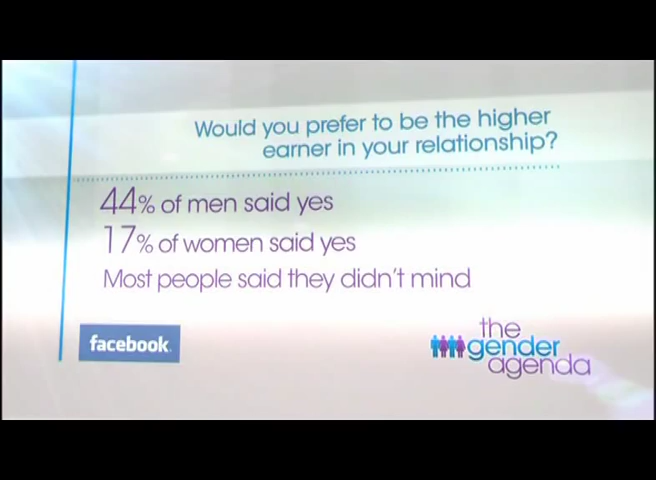 Would you prefer to be the higher
earner in your relationship?
44% of men said yes
17% of women said yes
Most people said they didn't mind
facebook
the
gender
agenda